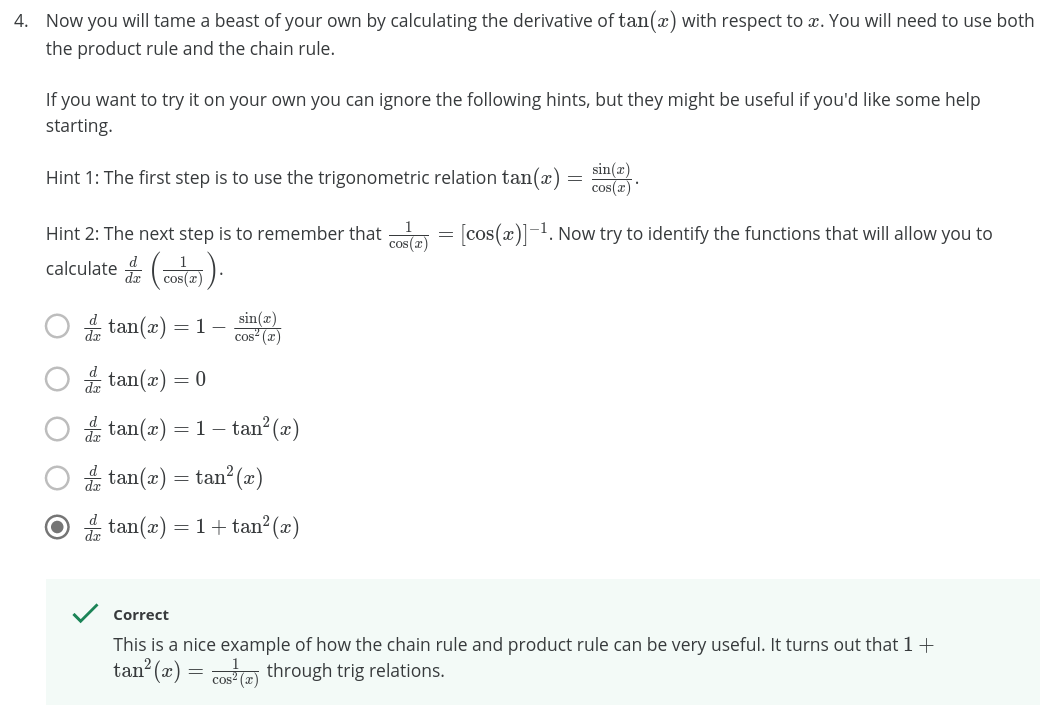 4. Now you will tame a beast of your own by calculating the derivative of tan(x) with respect to x. You will need to use both
the product rule and the chain rule.
If you want to try it on your own you can ignore the following hints, but they might be useful if you'd like some help
starting.
Hint 1: The first step is to use the trigonometric relation tan(x) = \frac{sin(x)}{cos(x)}.
Hint 2: The next step is to remember that \frac{1}{cos(x)} = [cos(x)]^{-1}. Now try to identify the functions that will allow you to
calculate \frac{d}{dx} (\frac{1}{cos(x)}).
\frac{d}{dx} tan(x) = 1 − \frac{sin(x)}{cos^2(x)}
\frac{d}{dx} tan(x) = 0
\frac{d}{dx} tan(x) = 1 − tan^2(x)
\frac{d}{dx} tan(x) = tan^2(x)
\frac{d}{dx} tan(x) = 1 + tan^2(x)
Correct
This is a nice example of how the chain rule and product rule can be very useful. It turns out that 1 +
tan^2(x) = \frac{1}{cos^2(x)} through trig relations.